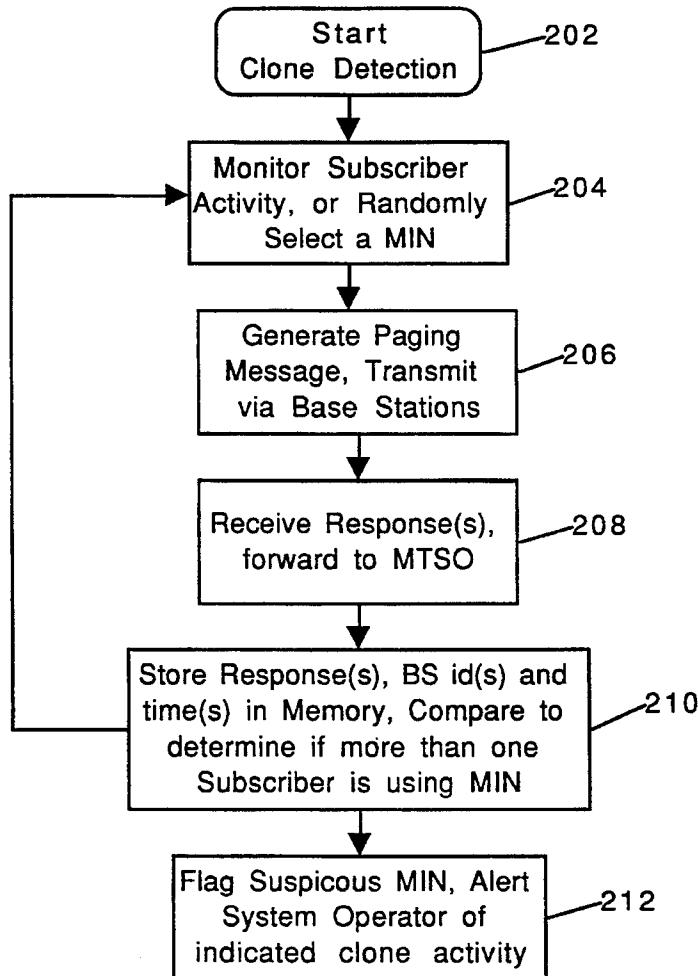 Start
Clone Detection
202
Monitor Subscriber
Activity, or Randomly
Select a MIN
204
Generate Paging
Message, Transmit
via Base Stations
206
Receive Response(s),
forward to MTSO
208
Store Response(s), BS id(s) and
time(s) in Memory, Compare to
determine if more than one
Subscriber is using MIN
210
Flag Suspicous MIN, Alert
System Operator of
indicated clone activity
212